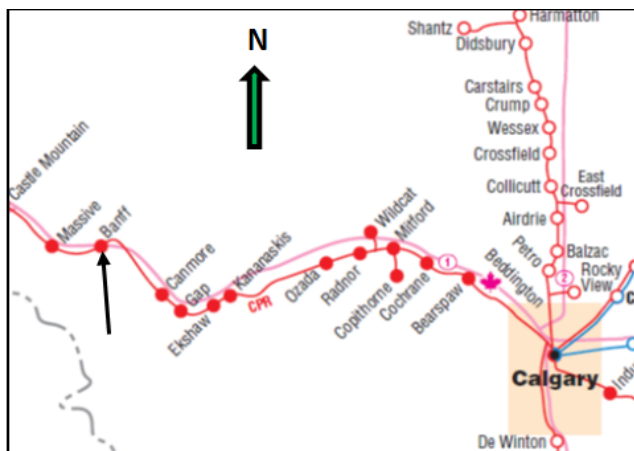 Harmatton
Shantz
Didsbury
Carstairs
Crump
Wessex
Crossfield
Collicutt
East
Crossfield
Airdrie
Petro
Balzac
Rocky
View
2
Beddington
N
Castle Mountain
Massive
Banff
Canmore
Gap
Ekshaw
Kananaskis
CPR
Ozada
Radnor
Wildcat
Mitford
Copithorne
Cochrane
1
Bearspaw
C
Calgary
Indu
De Winton